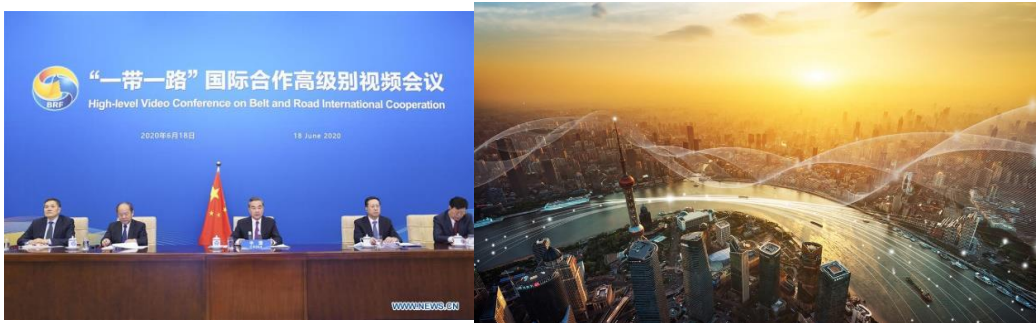 “一带一路”国际合作高级别视频会议
BRF
High-level Video Conference on Belt and Road International Cooperation
2020年6月18日
18 June 2020
WWW.NEWS.CN